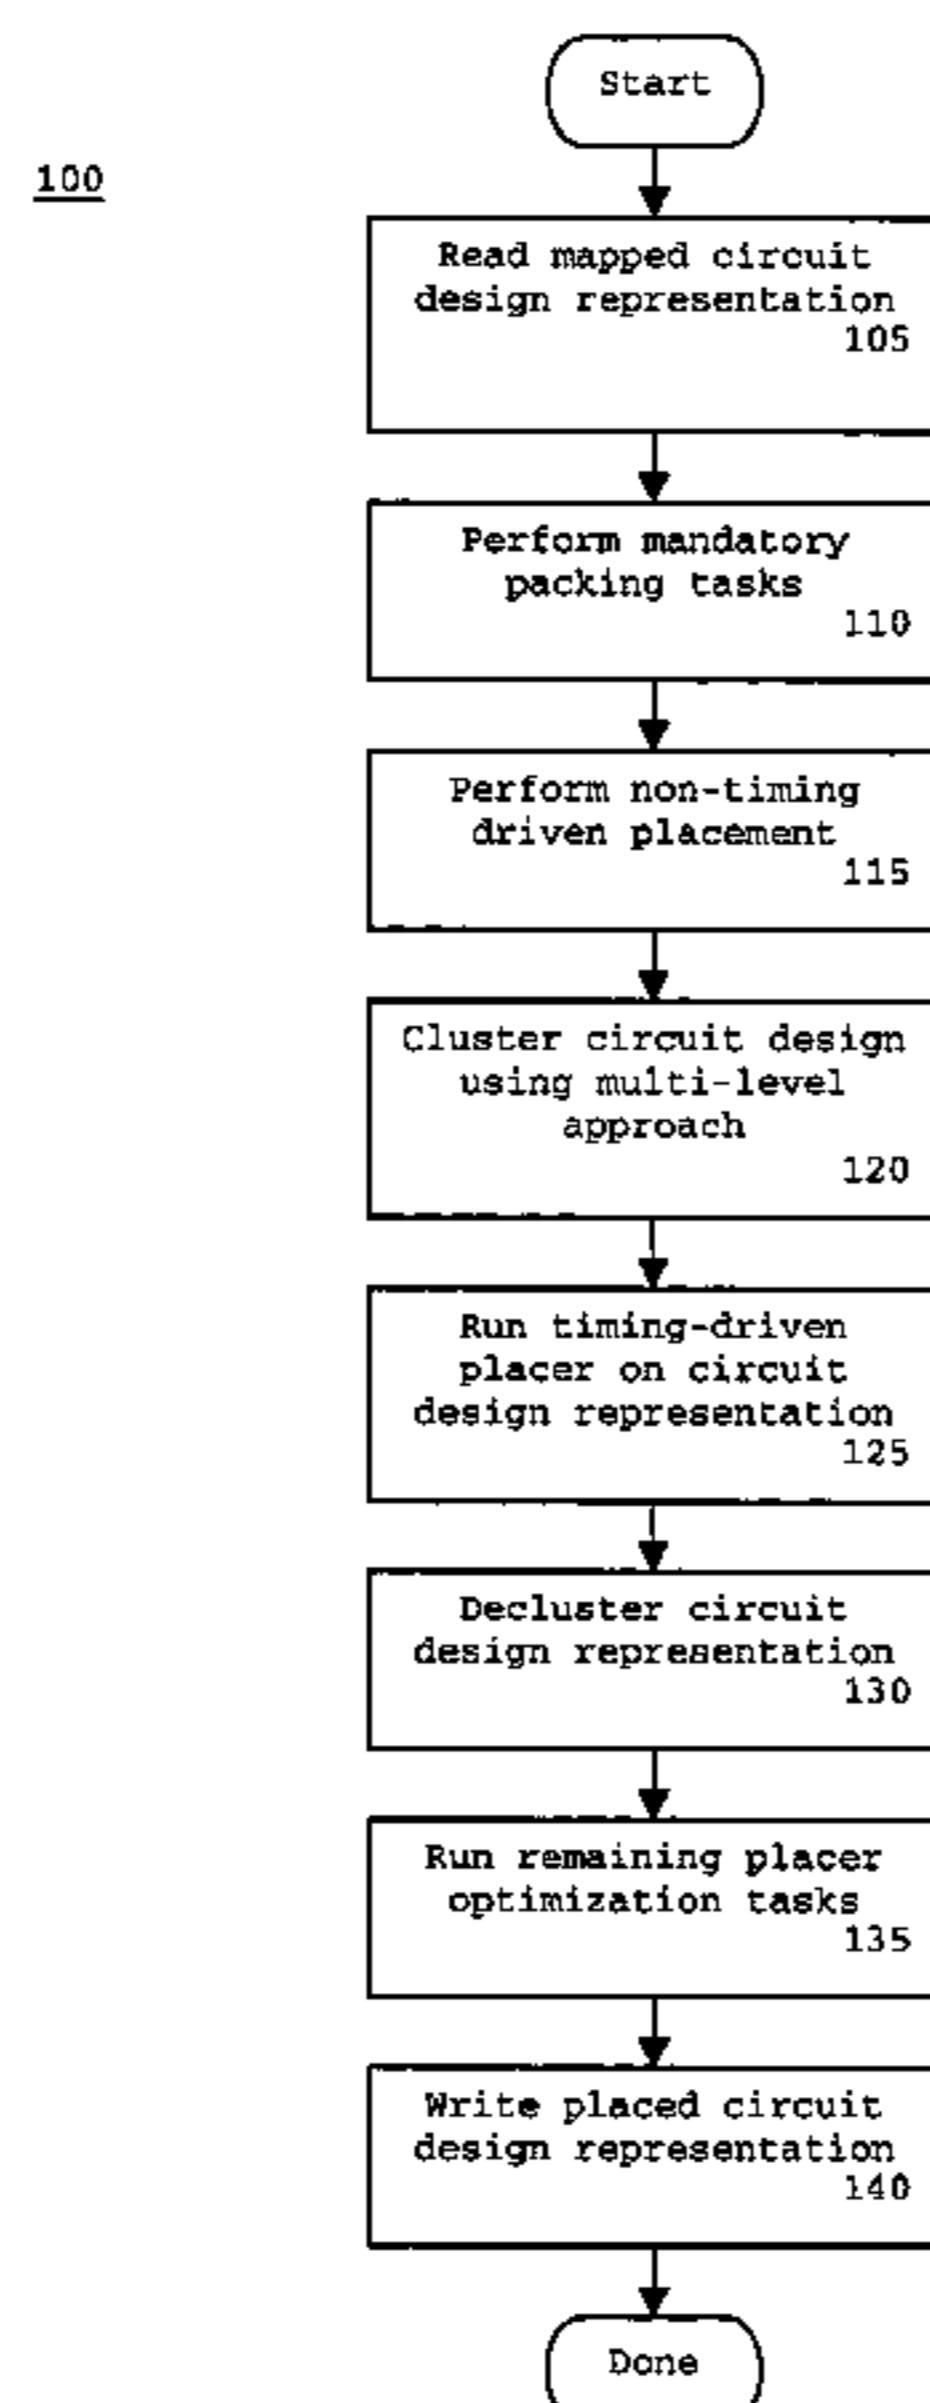 Start
100
Read mapped circuit
design representation
105
Perform mandatory
packing tasks
110
Perform non-timing
driven placement
115
Cluster circuit design
using multi-level
approach
120
Run timing-driven
placer on circuit
design representation
125
Decluster circuit
design representation
130
Run remaining placer
optimization tasks
135
Write placed circuit
design representation
140
Done